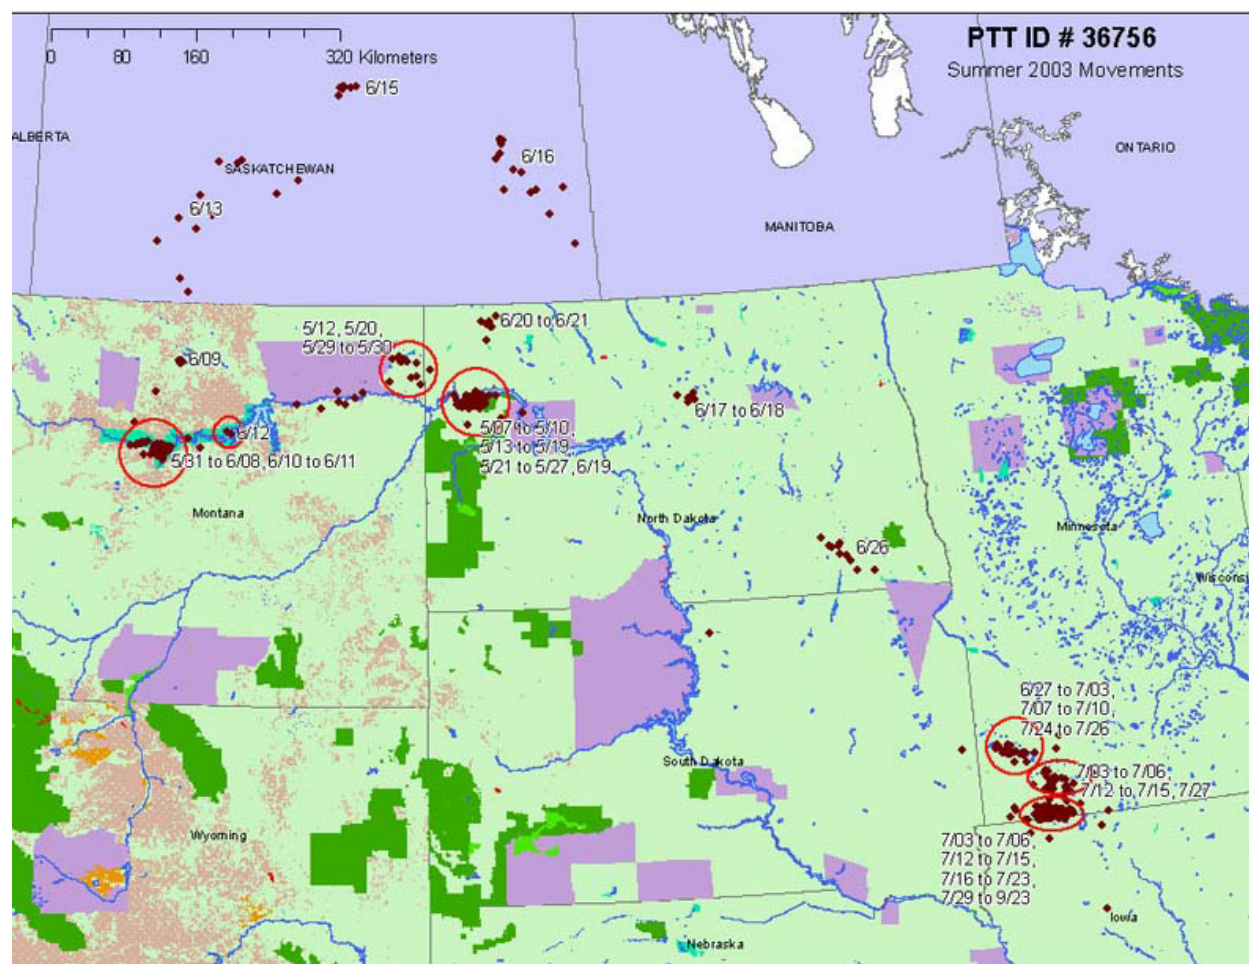 PTT ID # 36756
Summer 2003 Movements
0 80 160 320 Kilometers
6/15
ALBERTA
ONTARIO
6/16
SASKATCHEWAN
6/13
MANITOBA
5/12, 5/20,
5/29 to 5/30
6/20 to 6/21
6/09
6/17 to 6/18
6/12
5/07 to 5/10,
5/13 to 5/19,
5/21 to 5/27, 6/19
5/31 to 6/08, 6/10 to 6/11
Montana
North Dakota
Minnesota
6/26
Wisconsi
6/27 to 7/03,
7/07 to 7/10,
7/24 to 7/26
South Dakota
7/03 to 7/06,
7/12 to 7/15, 7/27
Wyoming
7/03 to 7/06,
7/12 to 7/15,
7/16 to 7/23,
7/29 to 9/23
Iowa
Nebraska